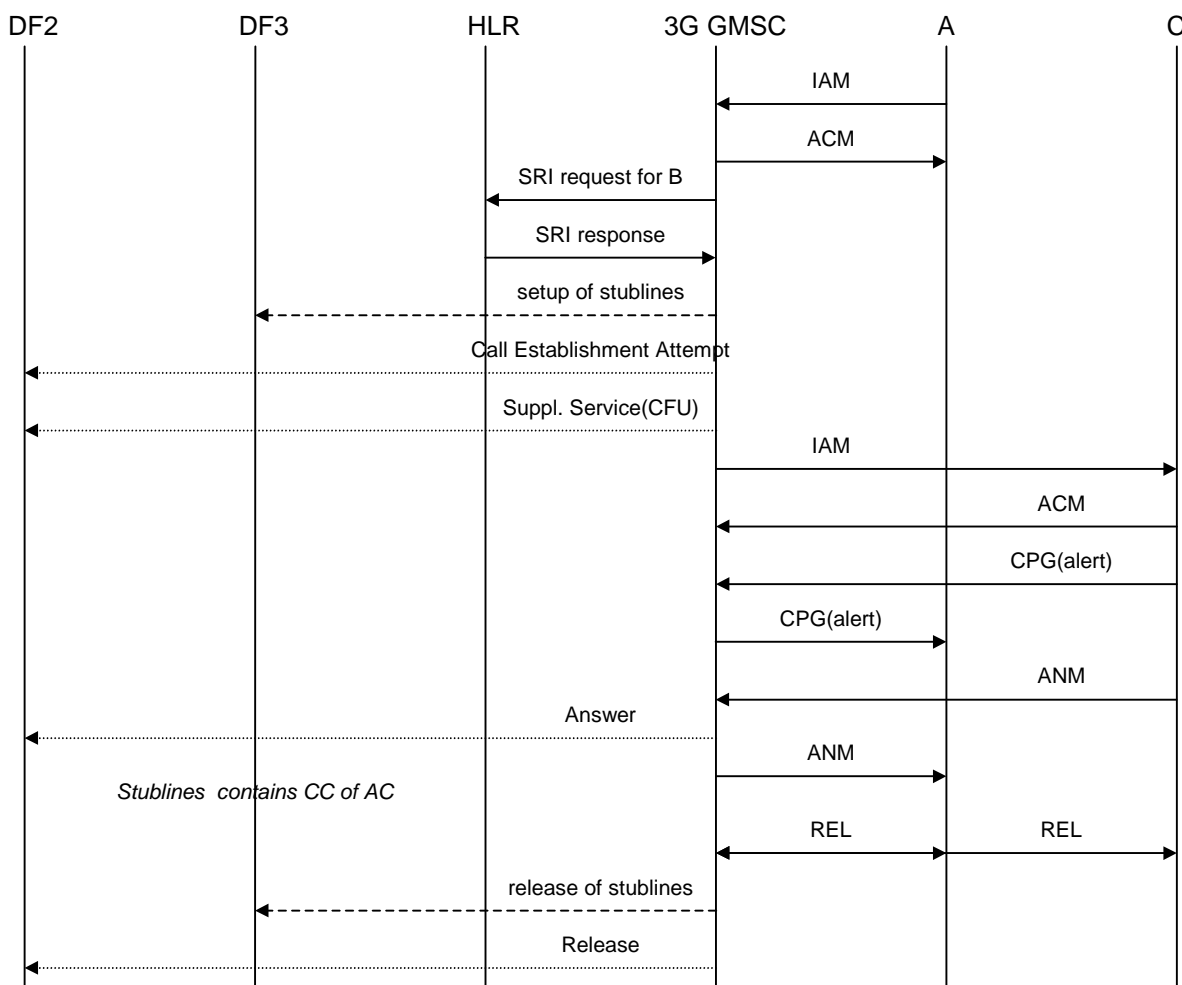 DF2 DF3 HLR 3G GMSC A C
IAM
ACM
SRI request for B
SRI response
setup of stublines
Call Establishment Attempt
Suppl. Service(CFU)
IAM
ACM
CPG(alert)
CPG(alert)
ANM
Answer
ANM
Stublines contains CC of AC
REL REL
release of stublines
Release